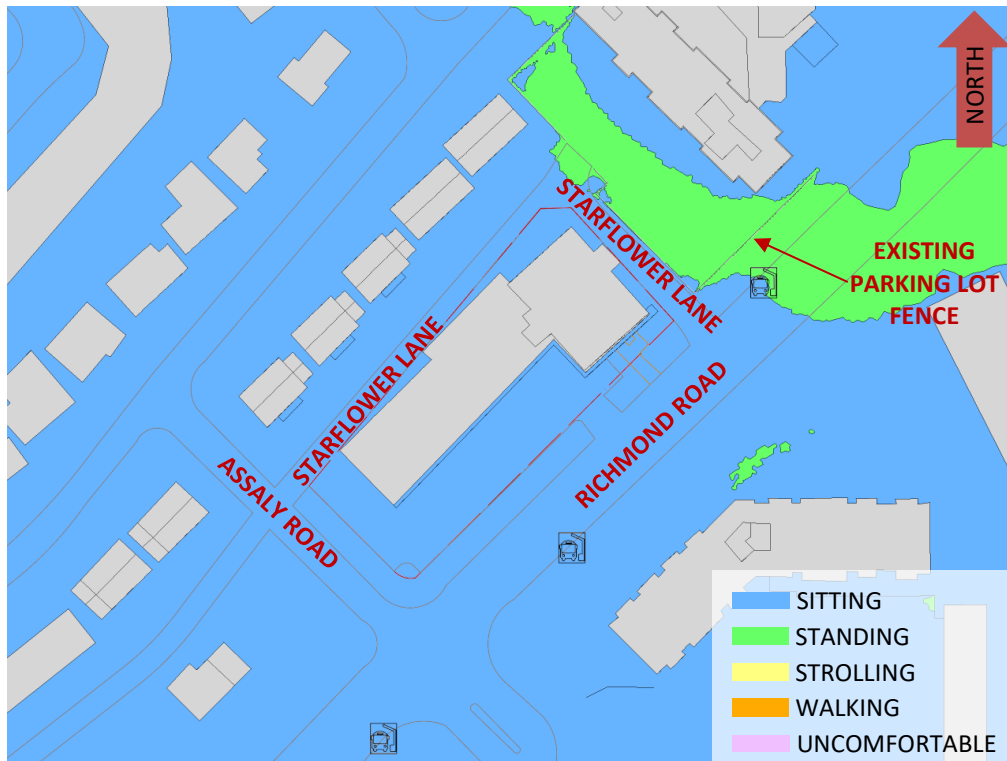 NORTH
STARFLOWER LANE
EXISTING
PARKING LOT
FENCE
STARFLOWER LANE
RICHMOND ROAD
ASSALY ROAD
SITTING
STANDING
STROLLING
WALKING
UNCOMFORTABLE